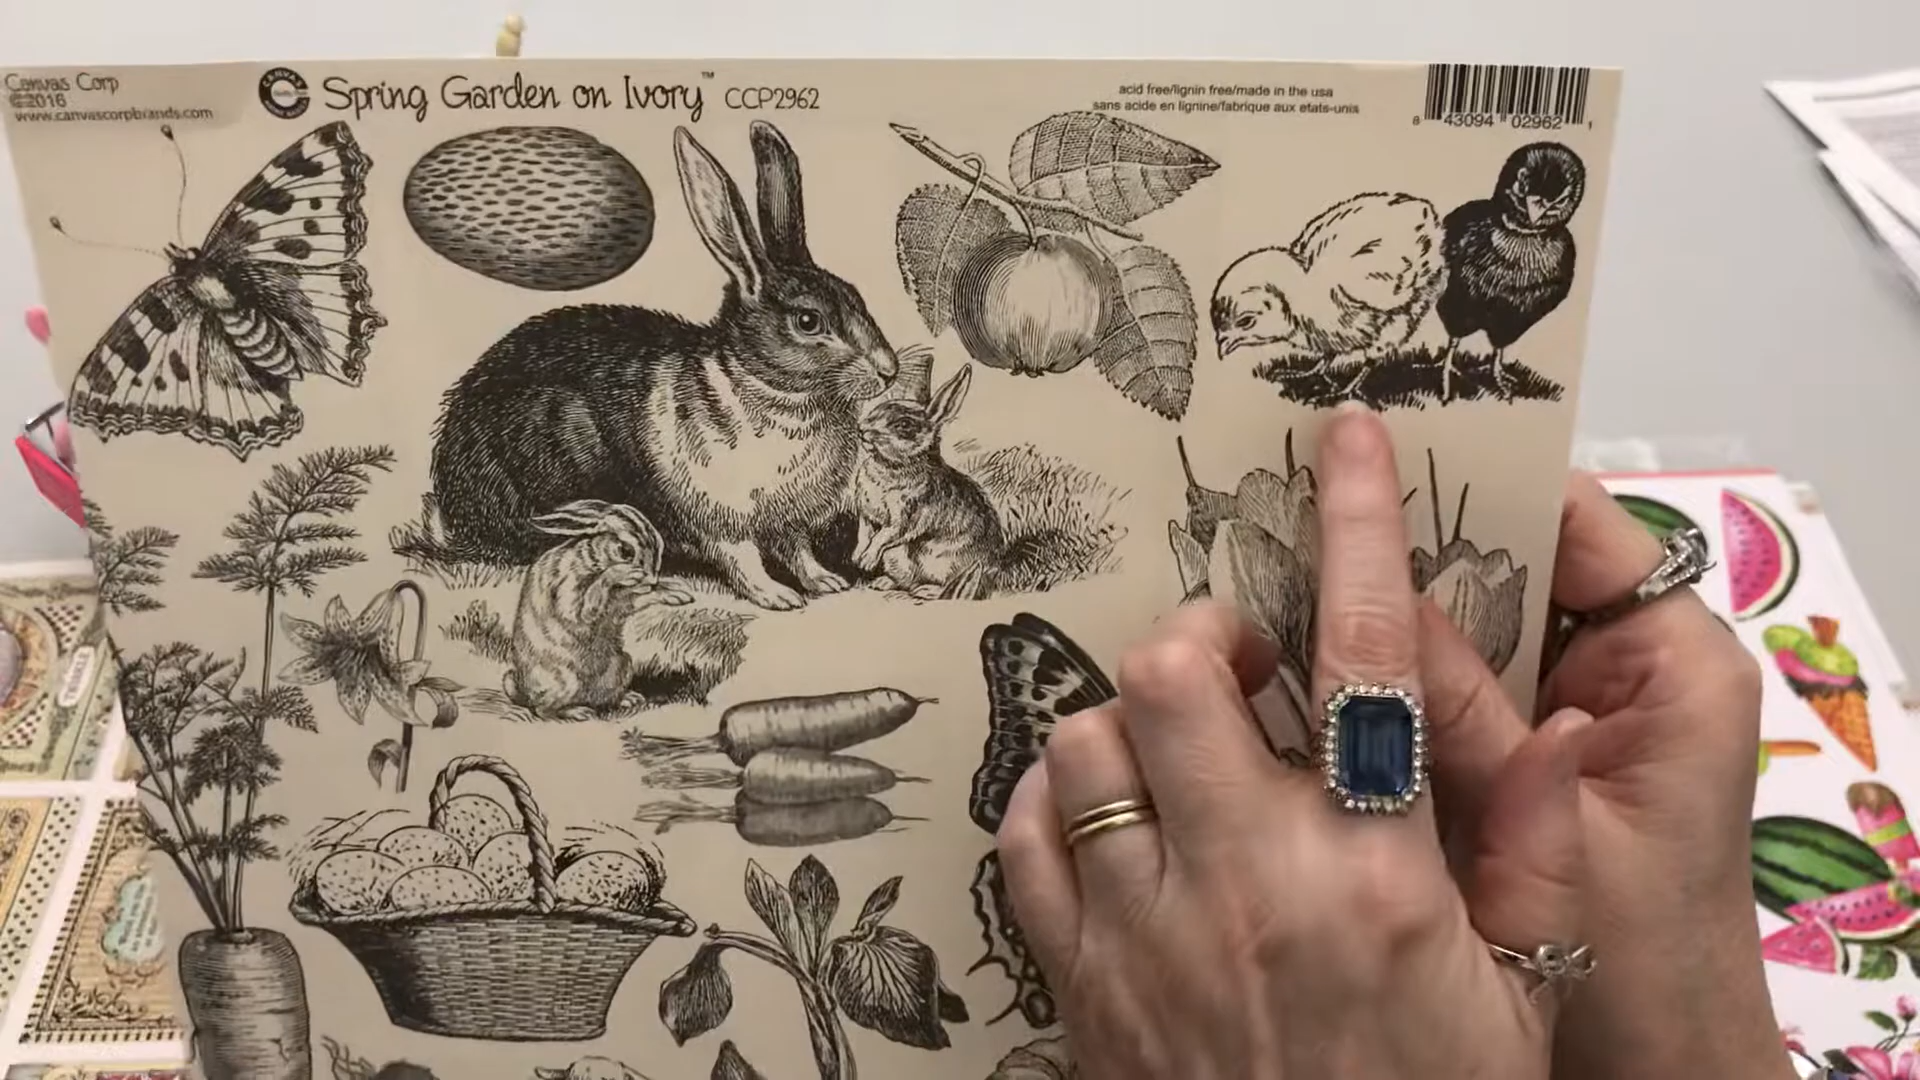 Canvas Corp
©2016
www.canvascorpbrands.com
CANVAS
Spring Garden on Ivory™ CCP2962
acid free/lignin free/made in the usa
sans acide en lignine/fabrique aux etats-unis
8 43094 02962 1